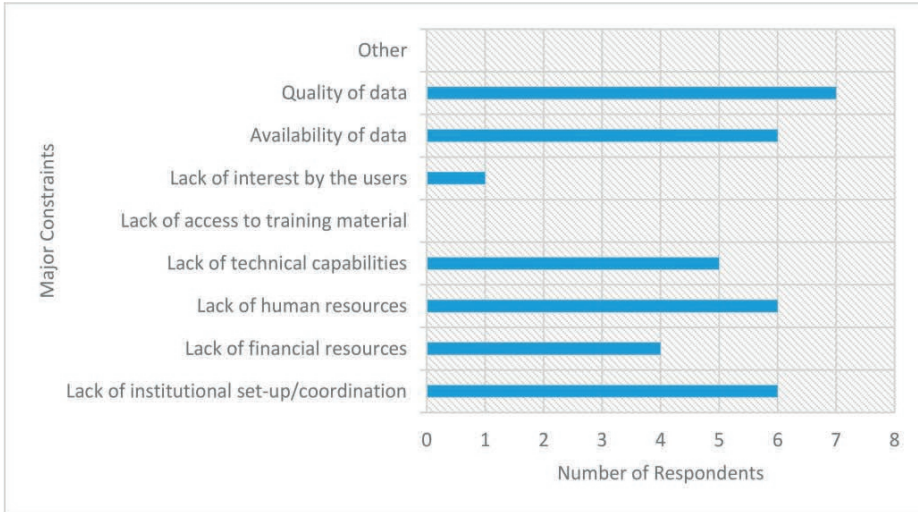 Other
Quality of data
Availability of data
Lack of interest by the users
Lack of access to training material
Lack of technical capabilities
Lack of human resources
Lack of financial resources
Lack of institutional set-up/coordination
Major Constraints
0 1 2 3 4 5 6 7 8
Number of Respondents